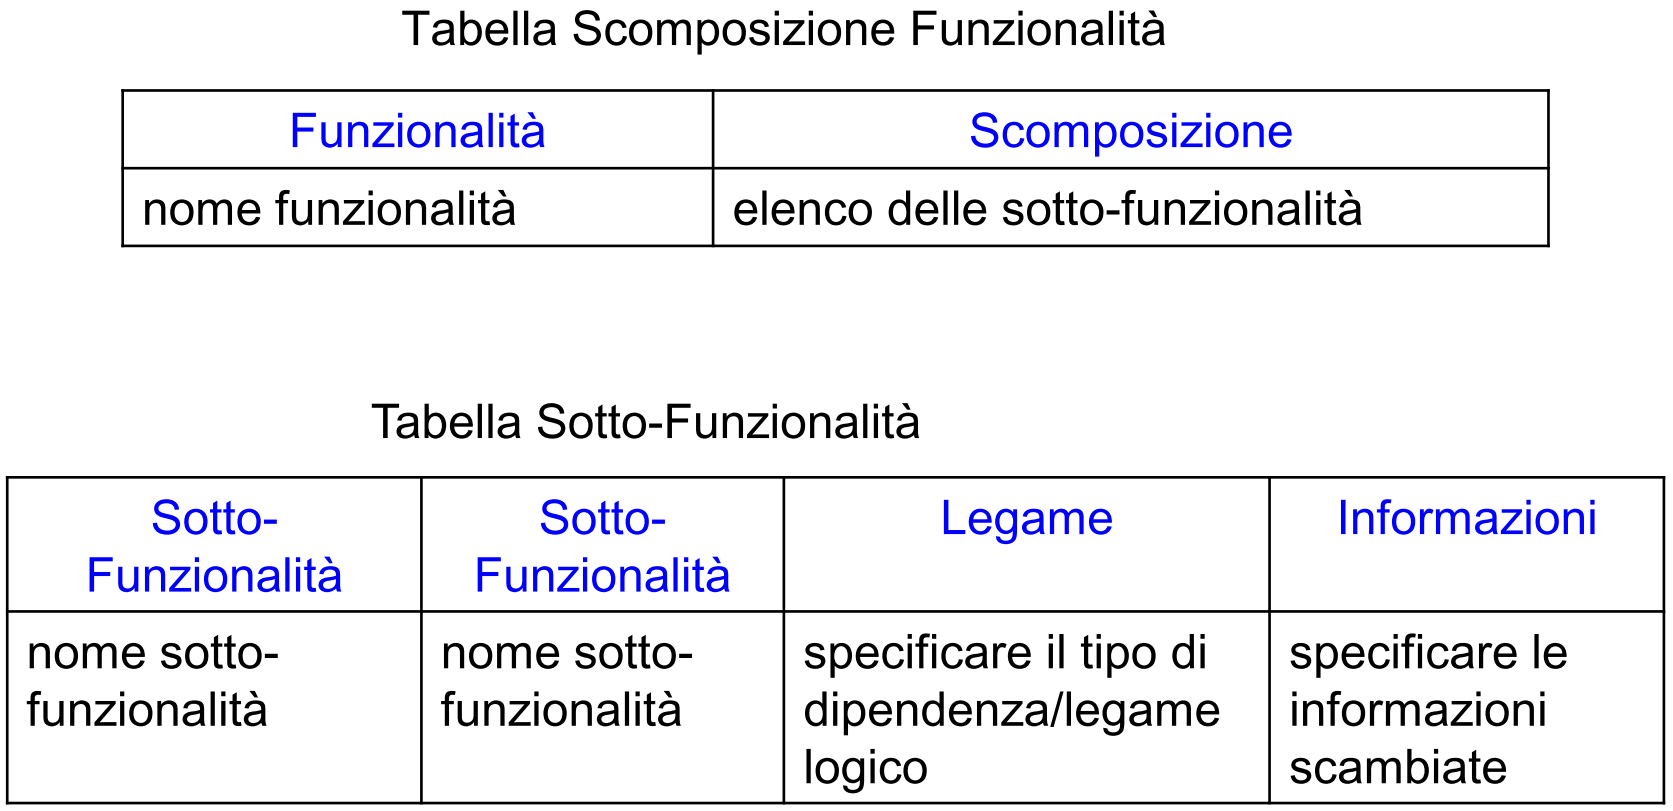 Tabella Scomposizione Funzionalità
Funzionalità Scomposizione
nome funzionalità elenco delle sotto-funzionalità
Tabella Sotto-Funzionalità
Sotto- Sotto- Legame Informazioni
Funzionalità Funzionalità
nome sotto- nome sotto- specificare il tipo di specificare le
funzionalità funzionalità dipendenza/legame informazioni
logico scambiate